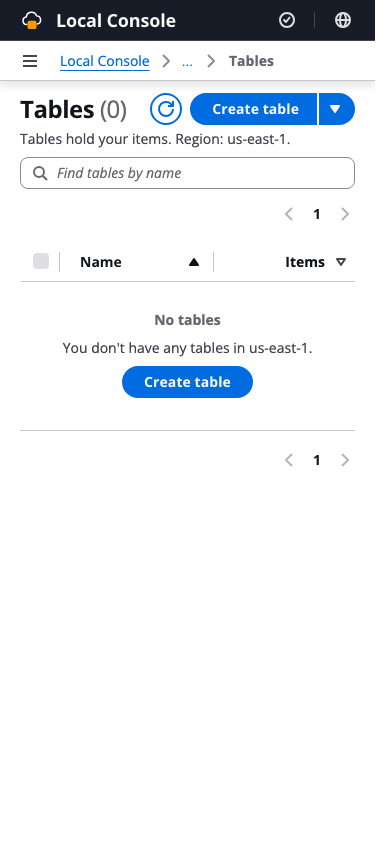 Local Console
Local Console ... Tables
Tables (0) Create table
Tables hold your items. Region: us-east-1.
Find tables by name
1
Name Items
No tables
You don't have any tables in us-east-1.
Create table
1